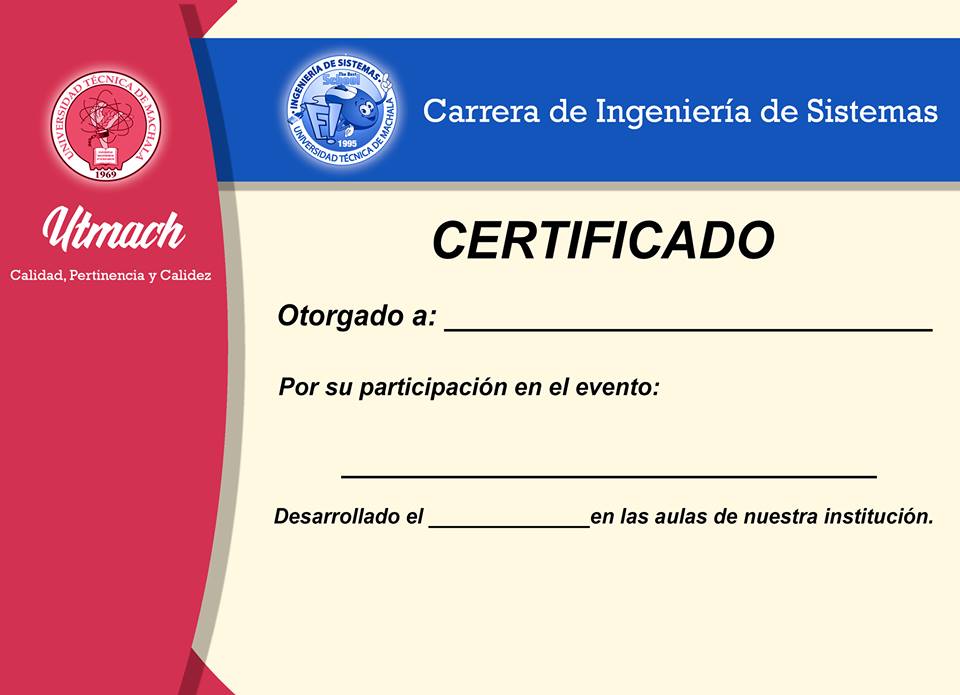 UNIVERSIDAD TÉCNICA DE MACHALA
1969
Utmach
Calidad, Pertinencia y Calidez
INGENIERÍA DE SISTEMAS
The Best
School
FI
1995
UNIVERSIDAD TÉCNICA DE MACHALA
Carrera de Ingeniería de Sistemas
CERTIFICADO
Otorgado a: ______________________________
Por su participación en el evento:
______________________________
Desarrollado el ______________en las aulas de nuestra institución.